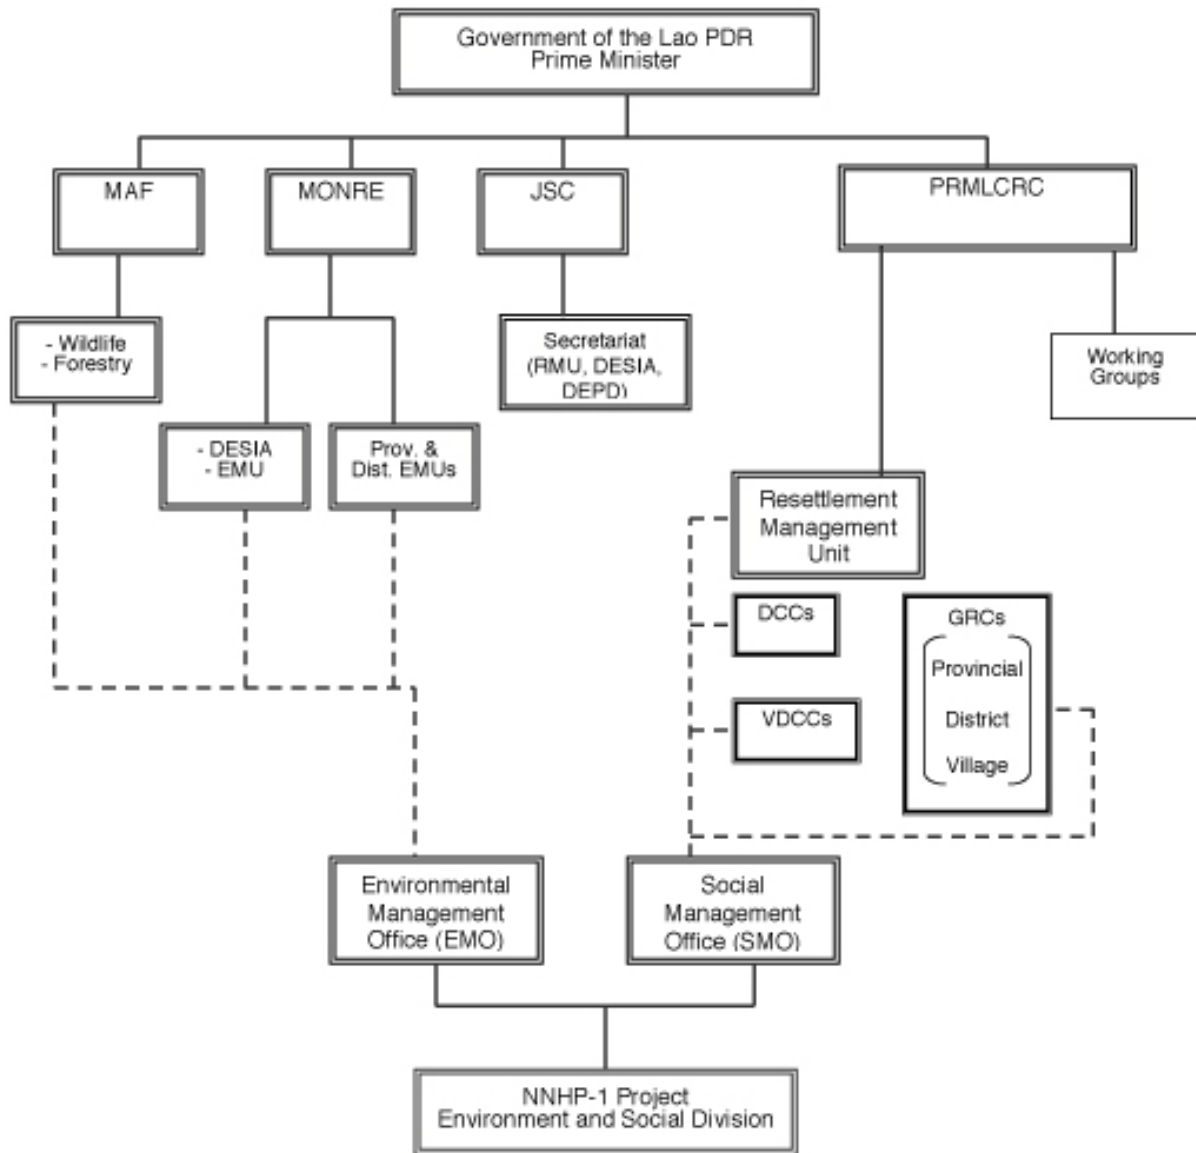 Government of the Lao PDR
Prime Minister
MAF
MONRE
JSC
PRMLCRC
- Wildlife
- Forestry
Secretariat
(RMU, DESIA,
DEPD)
Working
Groups
- DESIA
- EMU
Prov. &
Dist. EMUs
Resettlement
Management
Unit
DCCs
GRCs
Provincial
District
Village
VDCCs
Environmental
Management
Office (EMO)
Social
Management
Office (SMO)
NNHP-1 Project
Environment and Social Division